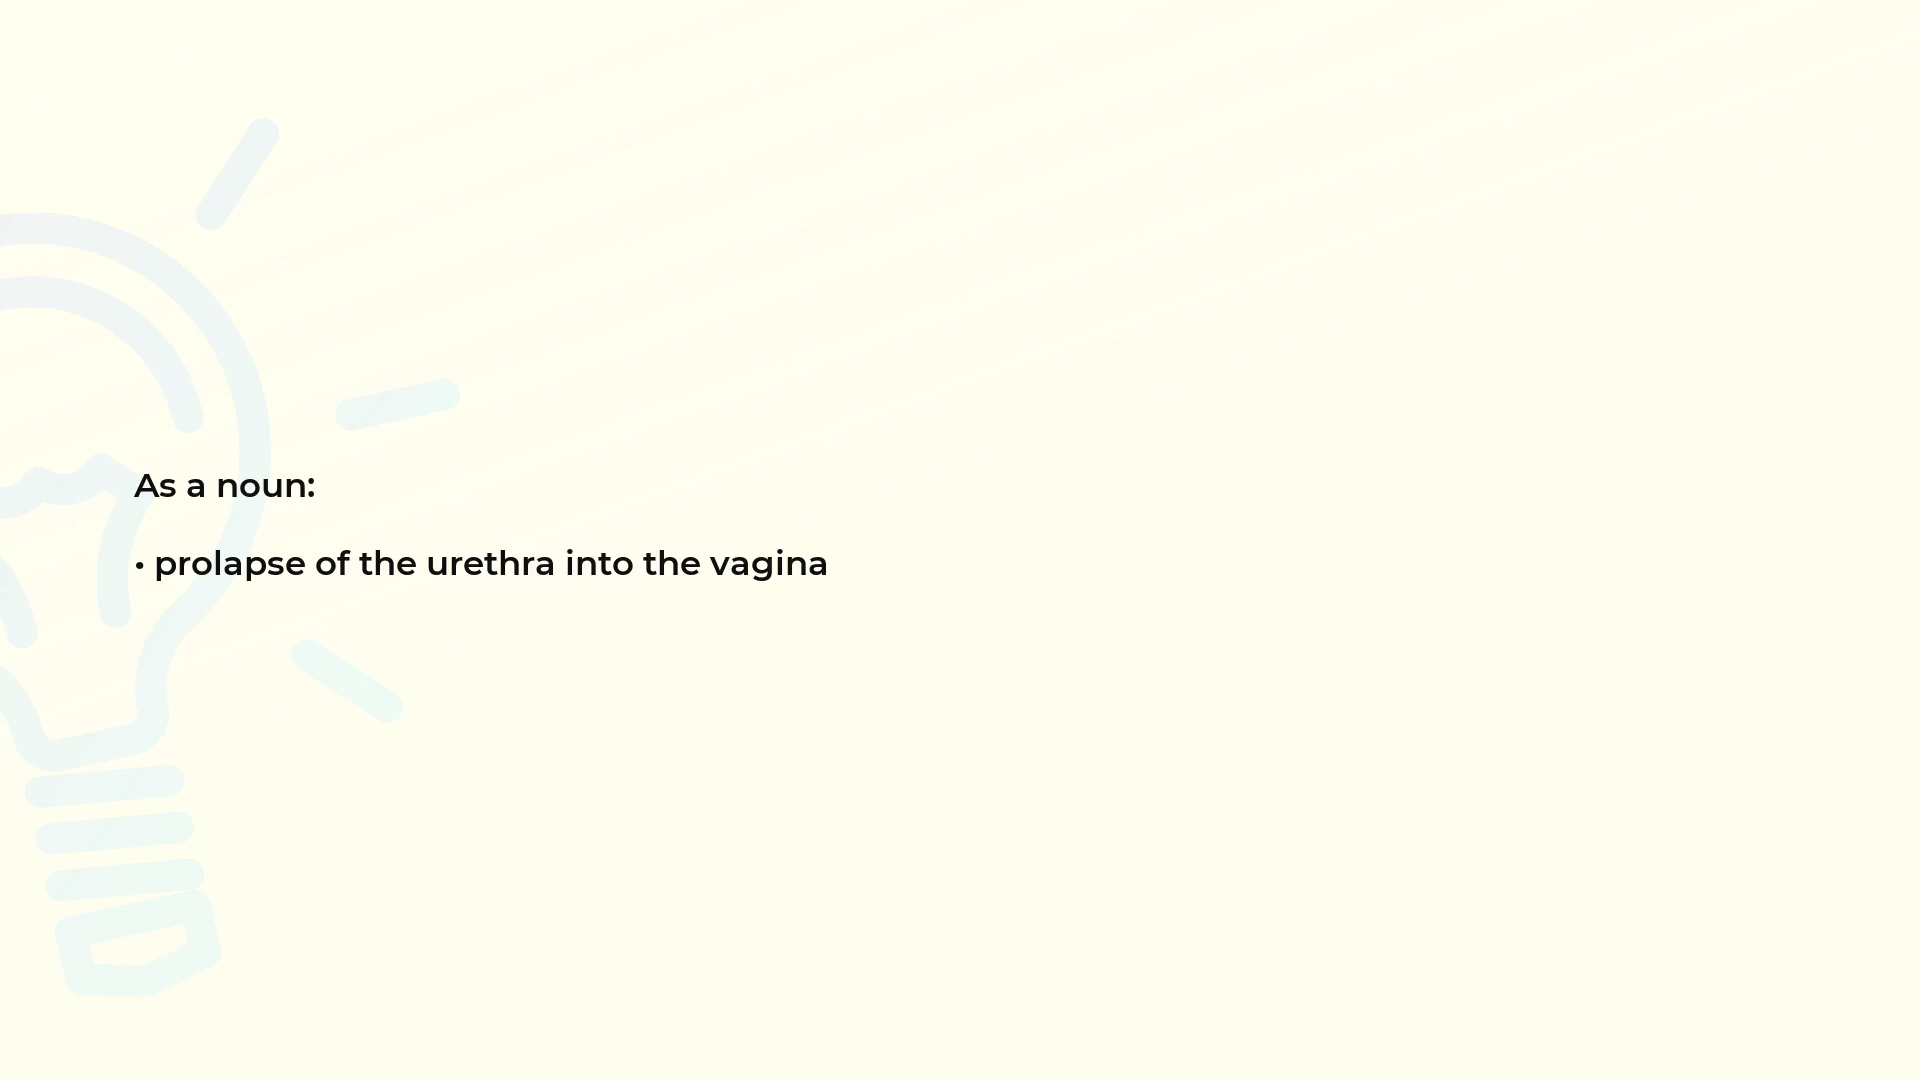 As a noun:
• prolapse of the urethra into the vagina